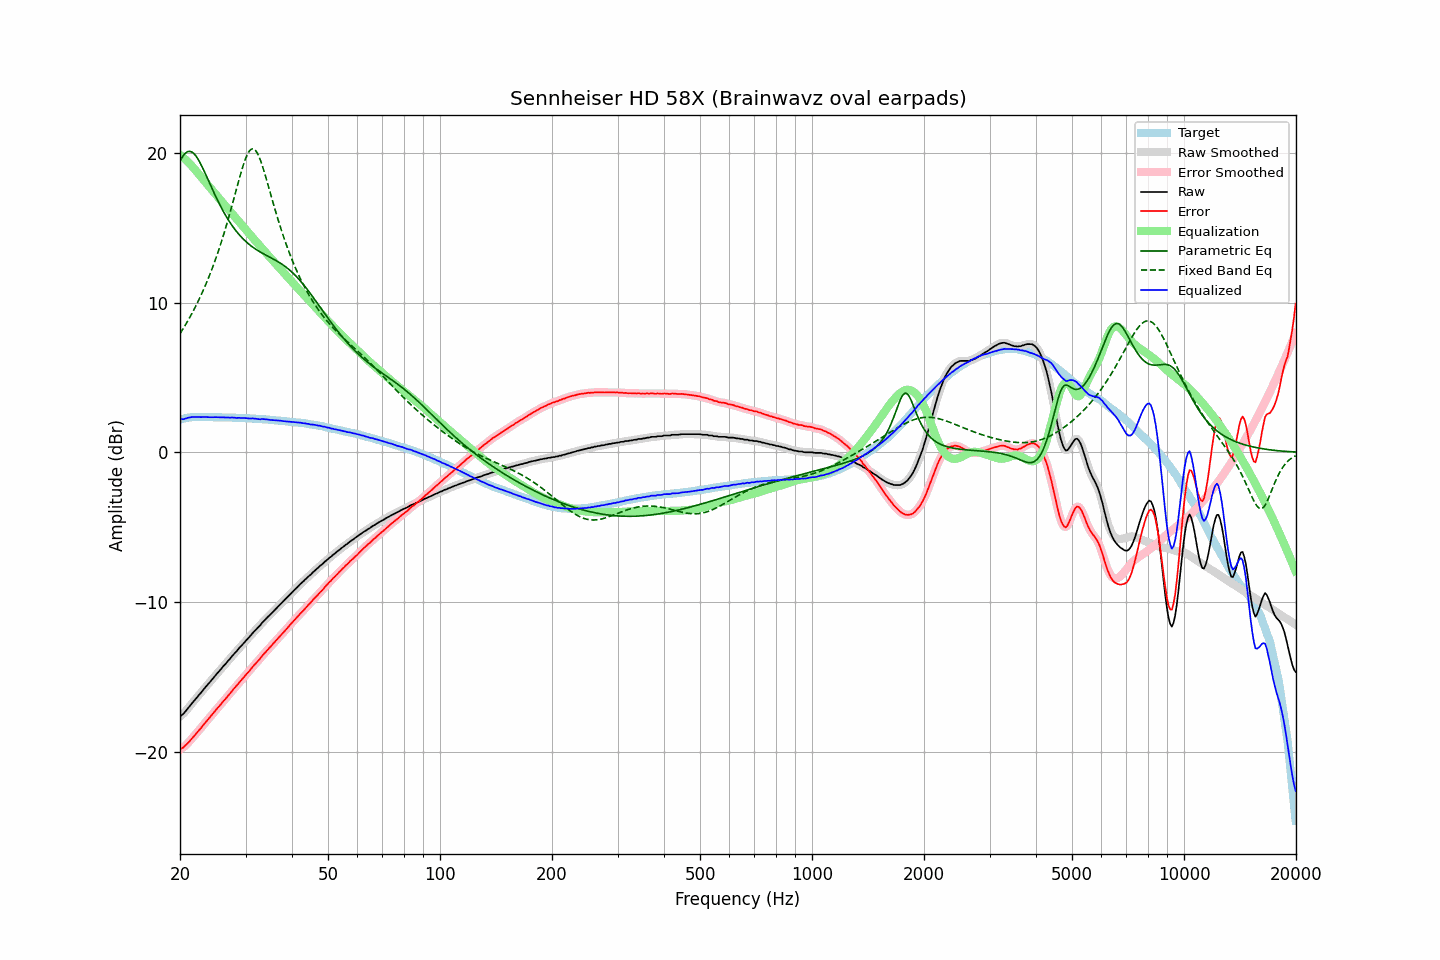 Sennheiser HD 58X (Brainwavz oval earpads)
Target
Raw Smoothed
Error Smoothed
Raw
Error
Equalization
Parametric Eq
Fixed Band Eq
Equalized
20
10
0
−10
−20
Amplitude (dBr)
20 50 100 200 500 1000 2000 5000 10000 20000
Frequency (Hz)